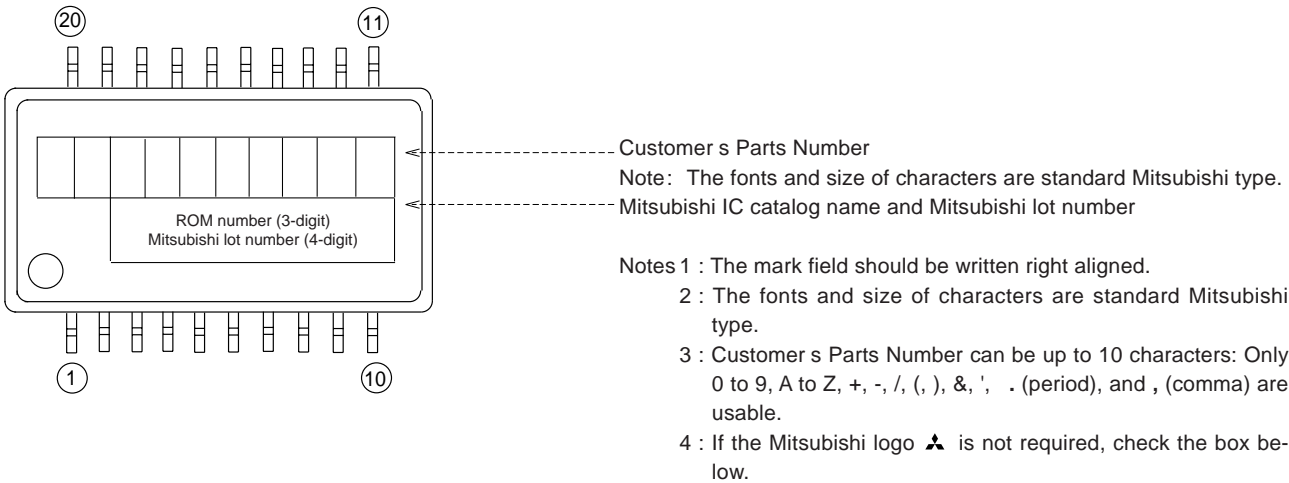 20
11
Customer s Parts Number
Note: The fonts and size of characters are standard Mitsubishi type.
Mitsubishi IC catalog name and Mitsubishi lot number
ROM number (3-digit)
Mitsubishi lot number (4-digit)
Notes 1 : The mark field should be written right aligned.
2 : The fonts and size of characters are standard Mitsubishi
type.
3 : Customer s Parts Number can be up to 10 characters: Only
0 to 9, A to Z, +, -, /, (, ), &, ', . (period), and , (comma) are
usable.
4 : If the Mitsubishi logo is not required, check the box be-
low.
1
10